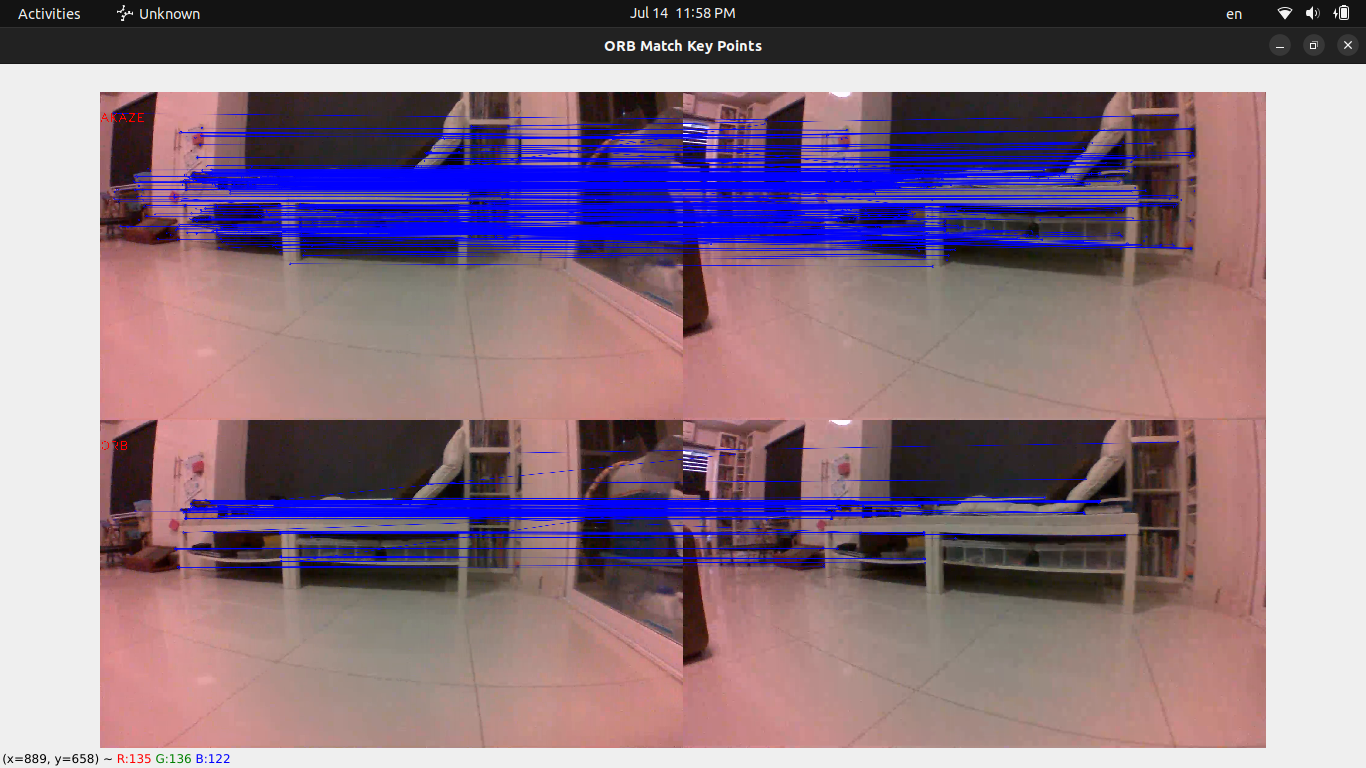 Activities
Unknown
Jul 14 11:58 PM
en
ORB Match Key Points
AKAZE
ORB
(x=889, y=658) ~ R:135 G:136 B:122